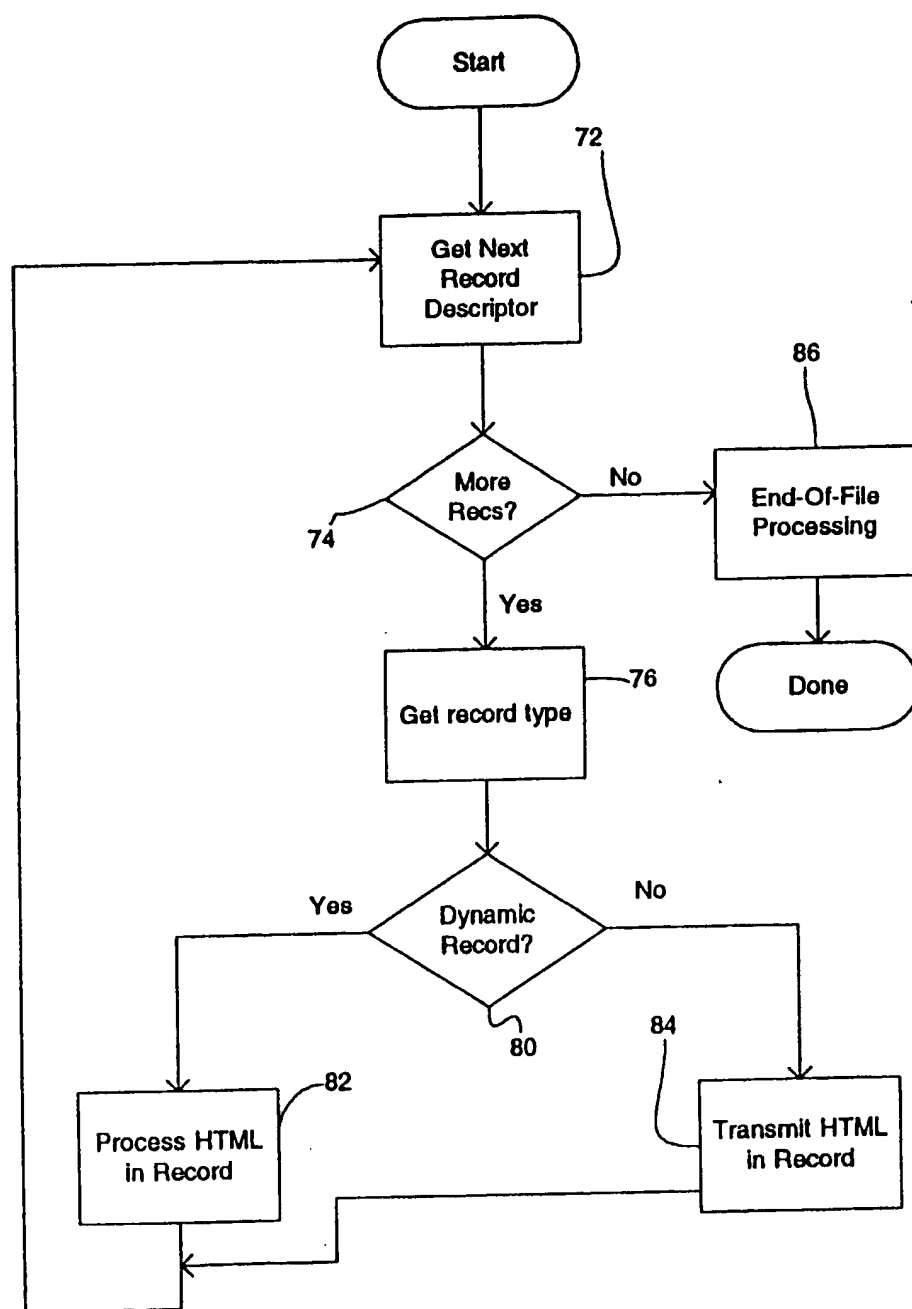 Start
72
Get Next
Record
Descriptor
86
More
Recs?
No
End-Of-File
Processing
74
Yes
76
Get record type
Done
Yes
No
Dynamic
Record?
80
84
82
Process HTML
in Record
Transmit HTML
in Record